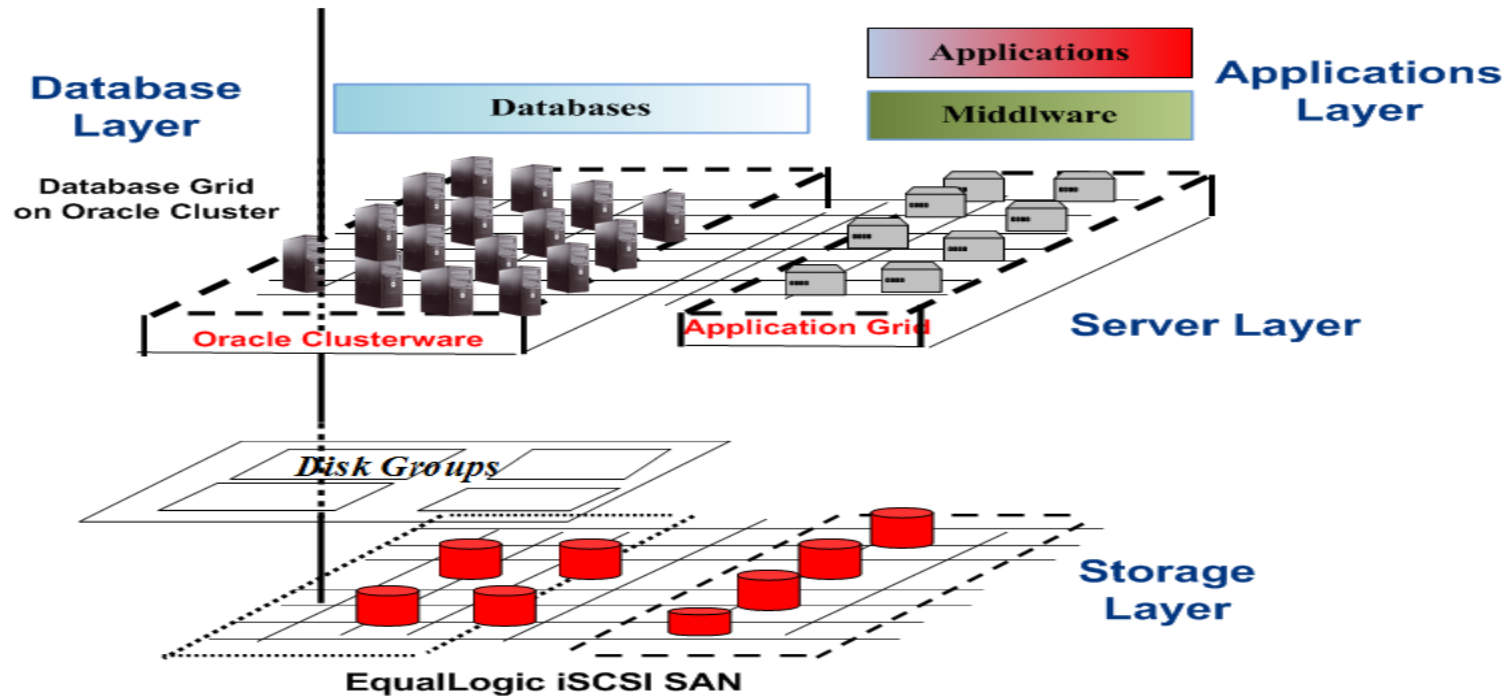 Applications
Applications
Layer
Database
Layer
Databases
Middlware
Database Grid
on Oracle Cluster
Oracle Clusterware
Application Grid
Server Layer
Disk Groups
Storage
Layer
EqualLogic iSCSI SAN